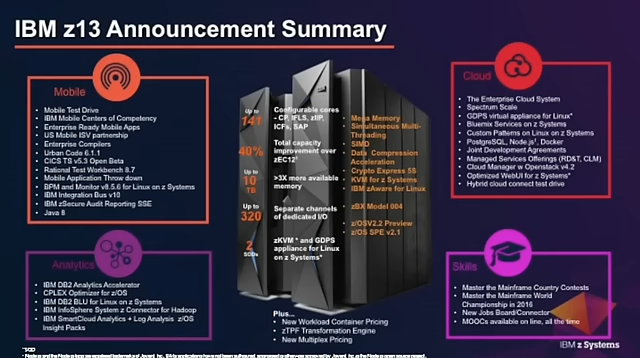 IBM z13 Announcement Summary
Mobile
Mobile Test Drive
IBM Mobile Centers of Competency
Enterprise Ready Mobile Apps
US Mobile ISV partnership
Enterprise Compilers
Urban Code 6.1.1
CICS TS v5.3 Open Beta
Rational Test Workbench 8.7
Mobile Application Throw down
BPM and Monitor v8.5.6 for Linux on z Systems
IBM Integration Bus v10
IBM zSecure Audit Reporting SSE
Java 8
Analytics
IBM DB2 Analytics Accelerator
CPLEX Optimizer for z/OS
IBM DB2 BLU for Linux on z Systems
IBM InfoSphere System z Connector for Hadoop
IBM SmartCloud Analytics + Log Analysis z/OS
Insight Packs
Up to
141
Configurable cores
- CP, IFLS, zIIP,
ICFs, SAP
40%
Total capacity
improvement over
zEC12¹
Up to
10
TB
>3X more available
memory
Up to
320
Separate channels
of dedicated I/O
2
SODs
zKVM * and GDPS
appliance for Linux
on z Systems*
Mega Memory
Simultaneous Multi-
Threading
SIMD
Data Compression
Acceleration
Crypto Express 5S
KVM for z Systems
IBM zAware for Linux
zBX Model 004
z/OSV2.2 Preview
z/OS SPE v2.1
Plus...
New Workload Container Pricing
zTPF Transformation Engine
New Multiplex Pricing
Cloud
The Enterprise Cloud System
Spectrum Scale
GDPS virtual appliance for Linux*
Bluemix Services on z Systems
Custom Patterns on Linux on z Systems
PostgreSQL, Node.js¹, Docker
Joint Development Agreements
Managed Services Offerings (RD&T, CLM)
Cloud Manager w Openstack v4.2
Optimized WebUI for z Systems*
Hybrid cloud connect test drive
Skills
Master the Mainframe Country Contests
Master the Mainframe World
Championship in 2016
New Jobs Board/Connector
MOOCs available on line, all the time
IBM z Systems
*SOD